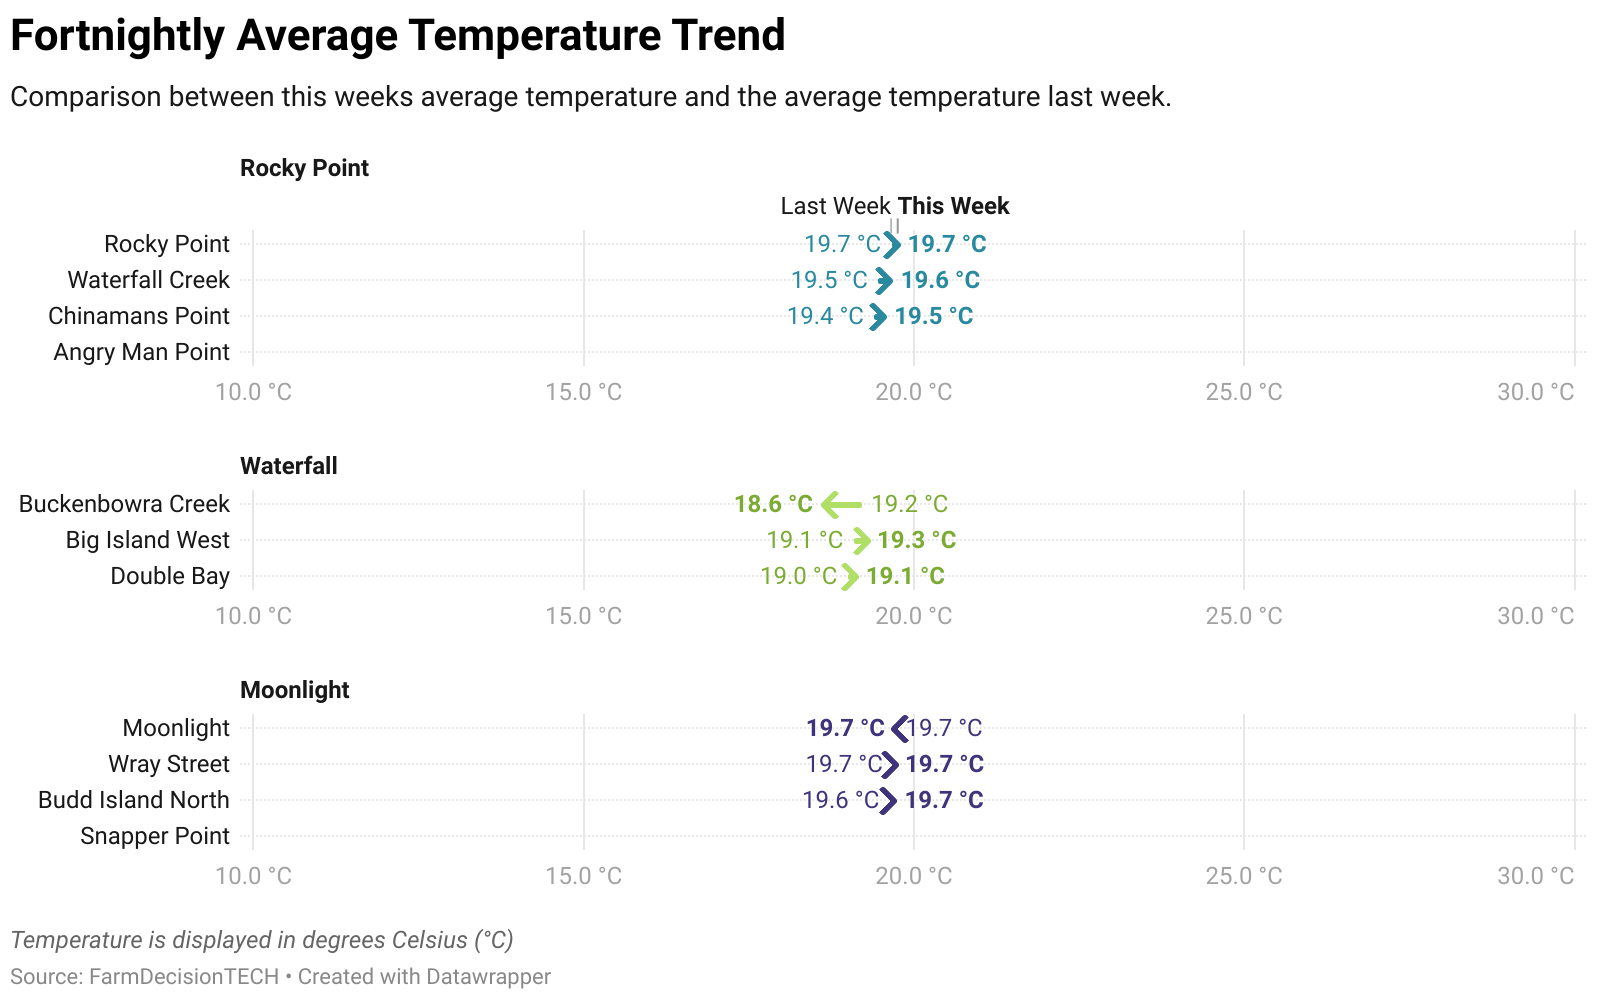 Fortnightly Average Temperature Trend
Comparison between this weeks average temperature and the average temperature last week.
Rocky Point
Last Week This Week
Rocky Point 19.7 °C 19.7 °C
Waterfall Creek 19.5 °C 19.6 °C
Chinamans Point 19.4 °C 19.5 °C
Angry Man Point
10.0 °C 15.0 °C 20.0 °C 25.0 °C 30.0 °C
Waterfall
Buckenbowra Creek 18.6 °C 19.2 °C
Big Island West 19.1 °C 19.3 °C
Double Bay 19.0 °C 19.1 °C
10.0 °C 15.0 °C 20.0 °C 25.0 °C 30.0 °C
Moonlight
Moonlight 19.7 °C 19.7 °C
Wray Street 19.7 °C 19.7 °C
Budd Island North 19.6 °C 19.7 °C
Snapper Point
10.0 °C 15.0 °C 20.0 °C 25.0 °C 30.0 °C
Temperature is displayed in degrees Celsius (°C)
Source: FarmDecisionTECH • Created with Datawrapper